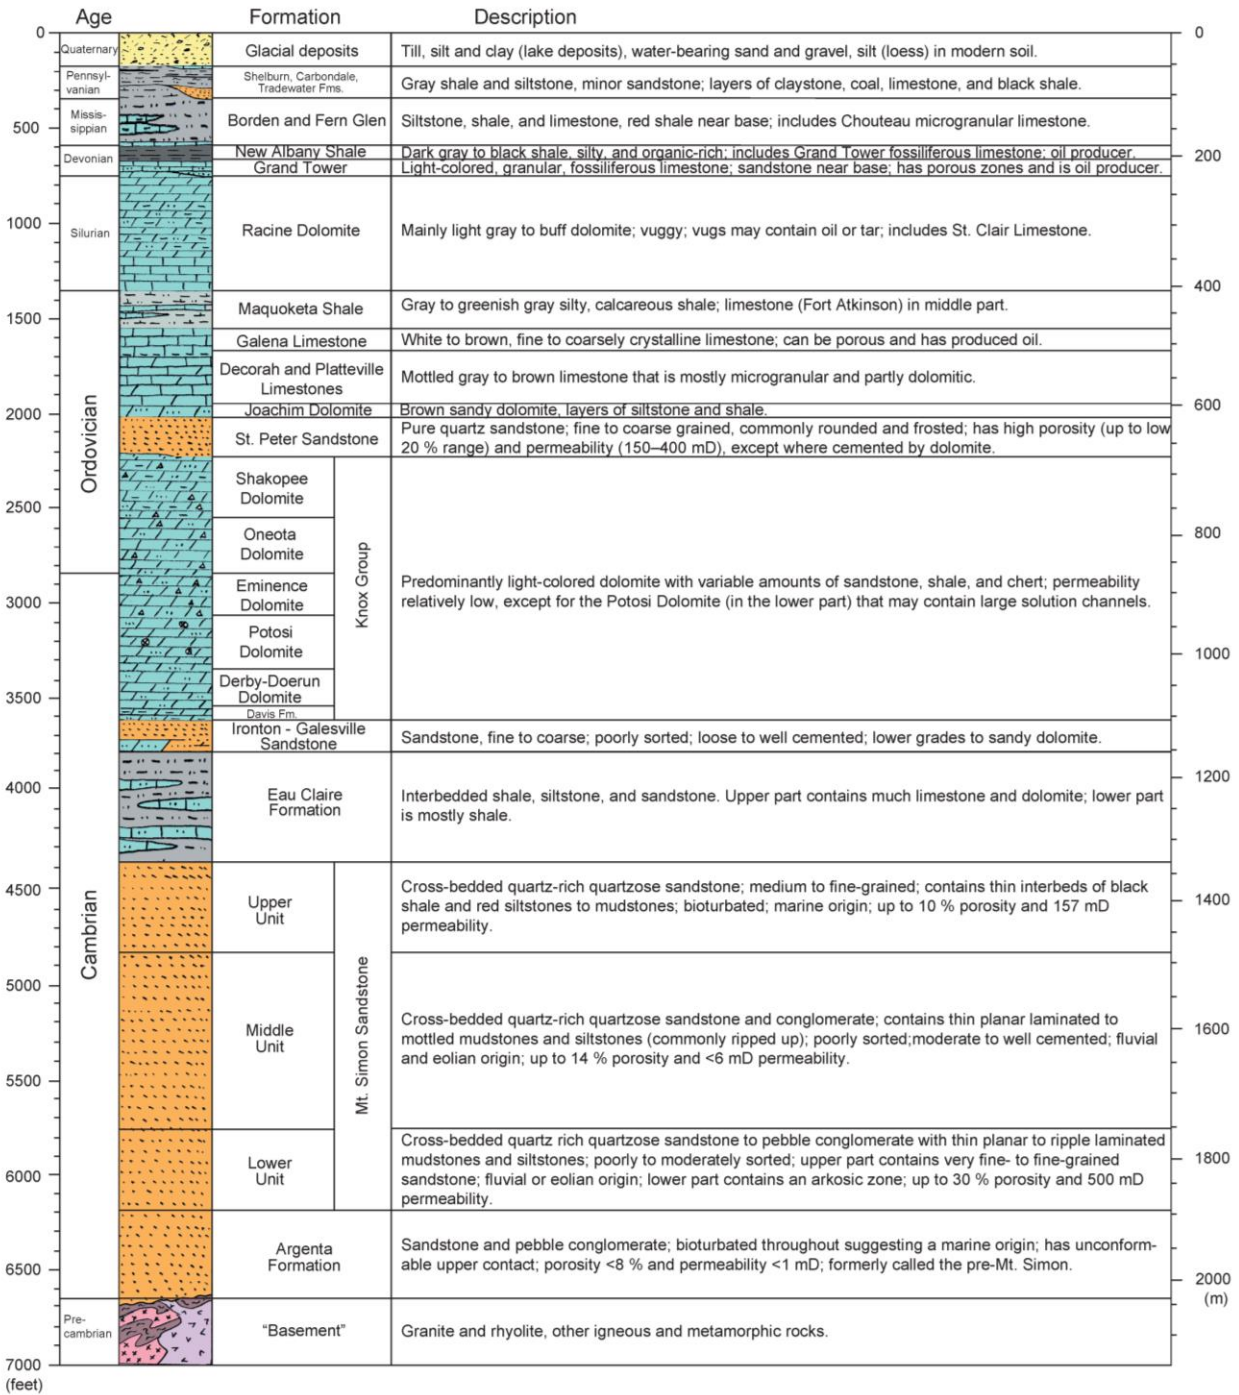 Age
Formation
Description
0
0
Quaternary
Glacial deposits
Till, silt and clay (lake deposits), water-bearing sand and gravel, silt (loess) in modern soil.
Pennsyl-
vanian
Shelburn, Carbondale,
Tradewater Fms.
Gray shale and siltstone, minor sandstone; layers of claystone, coal, limestone, and black shale.
Missis-
sippian
500
Borden and Fern Glen
Siltstone, shale, and limestone, red shale near base; includes Chouteau microgranular limestone.
Devonian
New Albany Shale
Dark gray to black shale, silty, and organic-rich; includes Grand Tower fossiliferous limestone; oil producer.
200
Grand Tower
Light-colored, granular, fossiliferous limestone; sandstone near base; has porous zones and is oil producer.
1000
Silurian
Racine Dolomite
Mainly light gray to buff dolomite; vuggy; vugs may contain oil or tar; includes St. Clair Limestone.
400
Ordovician
1500
Maquoketa Shale
Gray to greenish gray silty, calcareous shale; limestone (Fort Atkinson) in middle part.
Galena Limestone
White to brown, fine to coarsely crystalline limestone; can be porous and has produced oil.
Decorah and Platteville
Limestones
Mottled gray to brown limestone that is mostly microgranular and partly dolomitic.
2000
Joachim Dolomite
Brown sandy dolomite, layers of siltstone and shale.
600
St. Peter Sandstone
Pure quartz sandstone; fine to coarse grained, commonly rounded and frosted; has high porosity (up to low
20 % range) and permeability (150–400 mD), except where cemented by dolomite.
Shakopee
Dolomite
2500
Oneota
Dolomite
800
Knox Group
Eminence
Dolomite
Predominantly light-colored dolomite with variable amounts of sandstone, shale, and chert; permeability
relatively low, except for the Potosi Dolomite (in the lower part) that may contain large solution channels.
3000
Potosi
Dolomite
1000
Derby-Doerun
Dolomite
3500
Davis Fm.
Cambrian
Ironton - Galesville
Sandstone
Sandstone, fine to coarse; poorly sorted; loose to well cemented; lower grades to sandy dolomite.
1200
4000
Eau Claire
Formation
Interbedded shale, siltstone, and sandstone. Upper part contains much limestone and dolomite; lower part
is mostly shale.
4500
Upper
Unit
Cross-bedded quartz-rich quartzose sandstone; medium to fine-grained; contains thin interbeds of black
shale and red siltstones to mudstones; bioturbated; marine origin; up to 10 % porosity and 157 mD
permeability.
1400
Mt. Simon Sandstone
5000
Middle
Unit
Cross-bedded quartz-rich quartzose sandstone and conglomerate; contains thin planar laminated to
mottled mudstones and siltstones (commonly ripped up); poorly sorted;moderate to well cemented; fluvial
and eolian origin; up to 14 % porosity and <6 mD permeability.
1600
5500
Lower
Unit
Cross-bedded quartz rich quartzose sandstone to pebble conglomerate with thin planar to ripple laminated
mudstones and siltstones; poorly to moderately sorted; upper part contains very fine- to fine-grained
sandstone; fluvial or eolian origin; lower part contains an arkosic zone; up to 30 % porosity and 500 mD
permeability.
1800
6000
Argenta
Formation
Sandstone and pebble conglomerate; bioturbated throughout suggesting a marine origin; has unconform-
able upper contact; porosity <8 % and permeability <1 mD; formerly called the pre-Mt. Simon.
6500
2000
(m)
Pre-
cambrian
“Basement”
Granite and rhyolite, other igneous and metamorphic rocks.
7000
(feet)